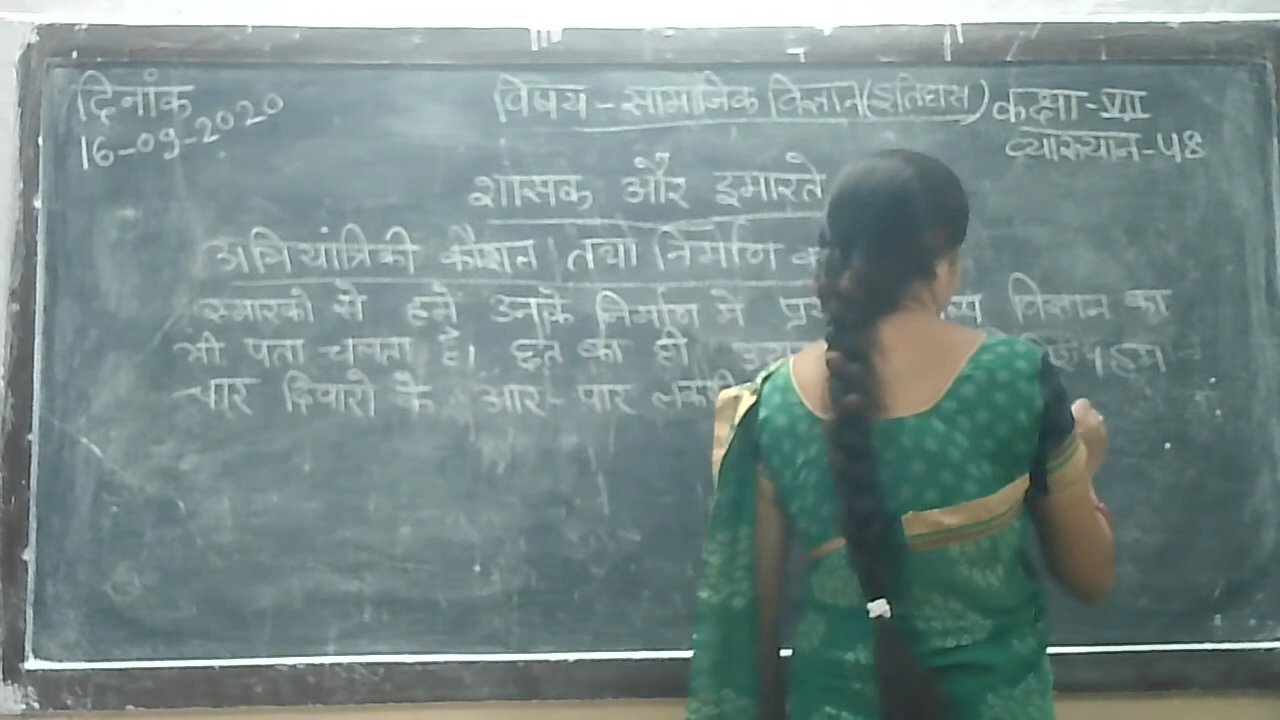 दिनांक
16-09-2020
विषय - सामाजिक विज्ञान (इतिहास) कक्षा - VII
व्याख्यान - 48
शासक और इमारते
अभियांत्रिकी कौशल तथा निर्माण
स्मारकों से हमें उनके निर्माण में विज्ञान का
भी पता चलता है। छत का ही । हम
चार दिवारो के आर-पार